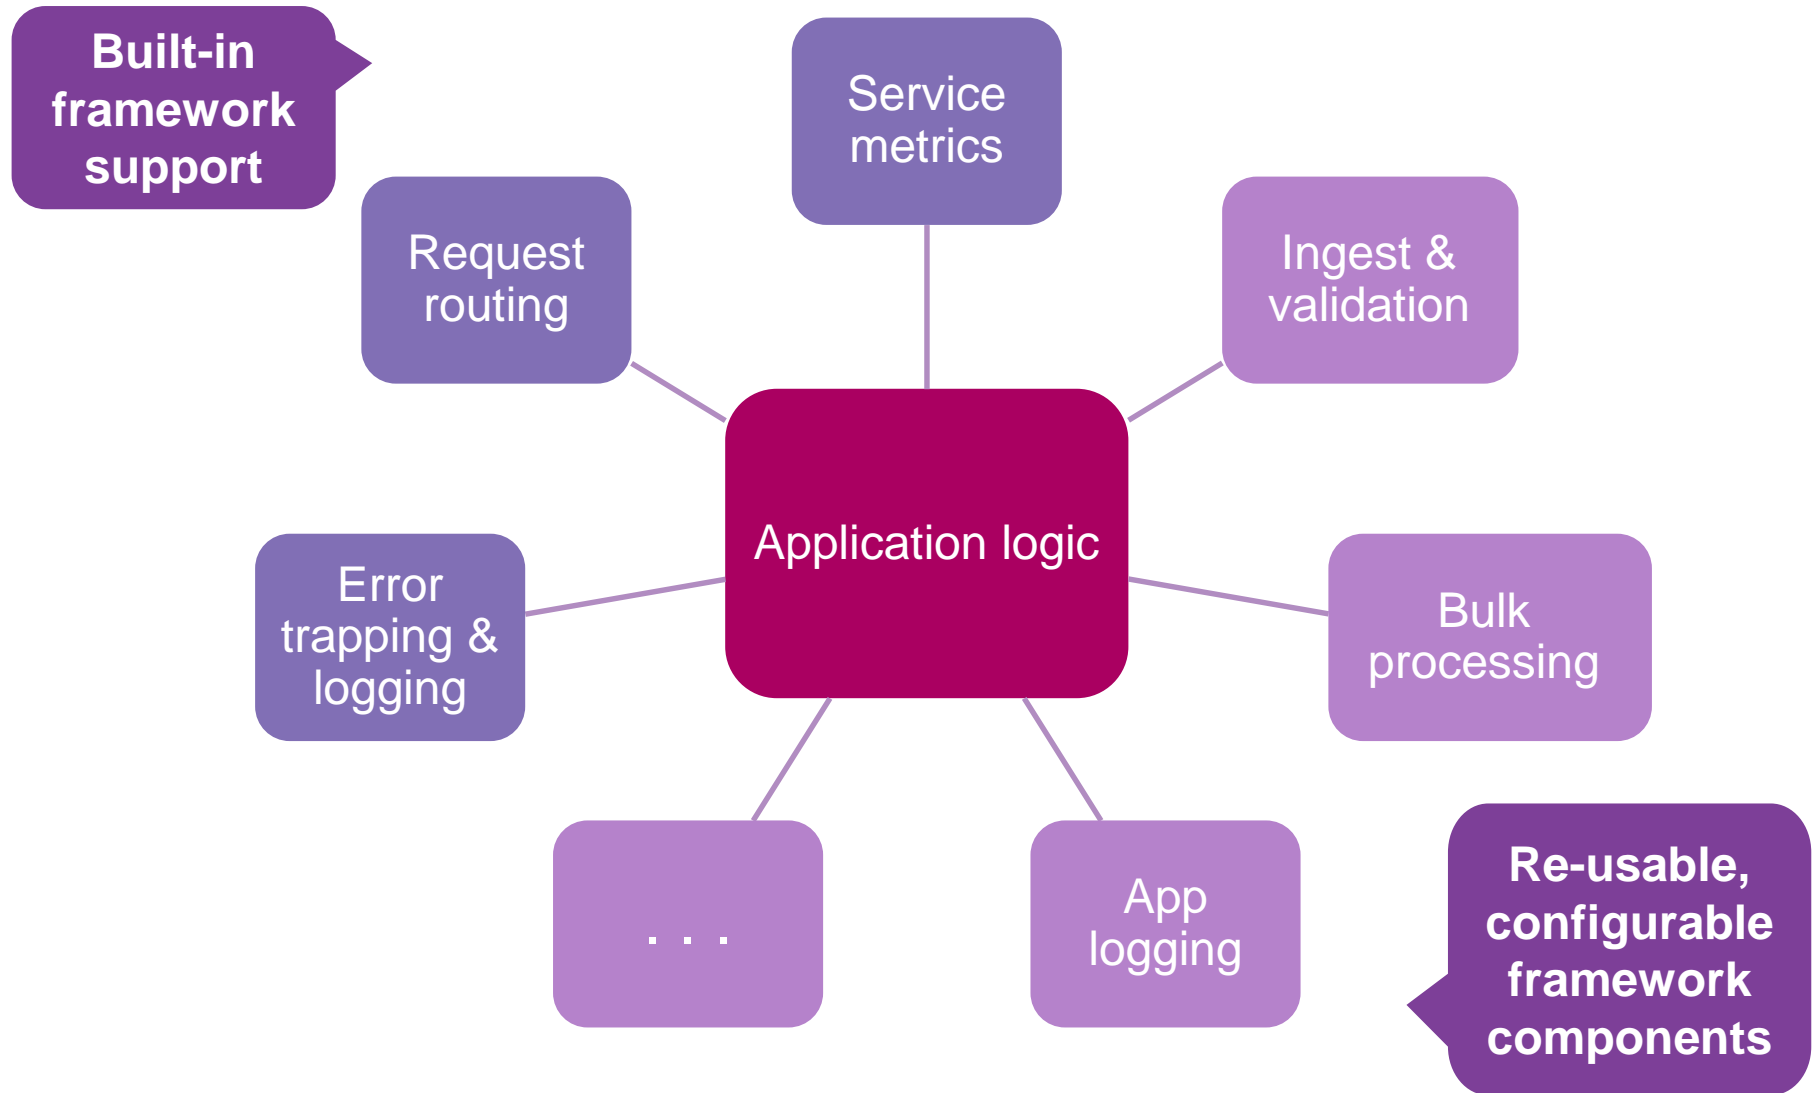 Built-in
framework
support
Service
metrics
Request
routing
Ingest &
validation
Application logic
Error
trapping &
logging
Bulk
processing
. . .
App
logging
Re-usable,
configurable
framework
components